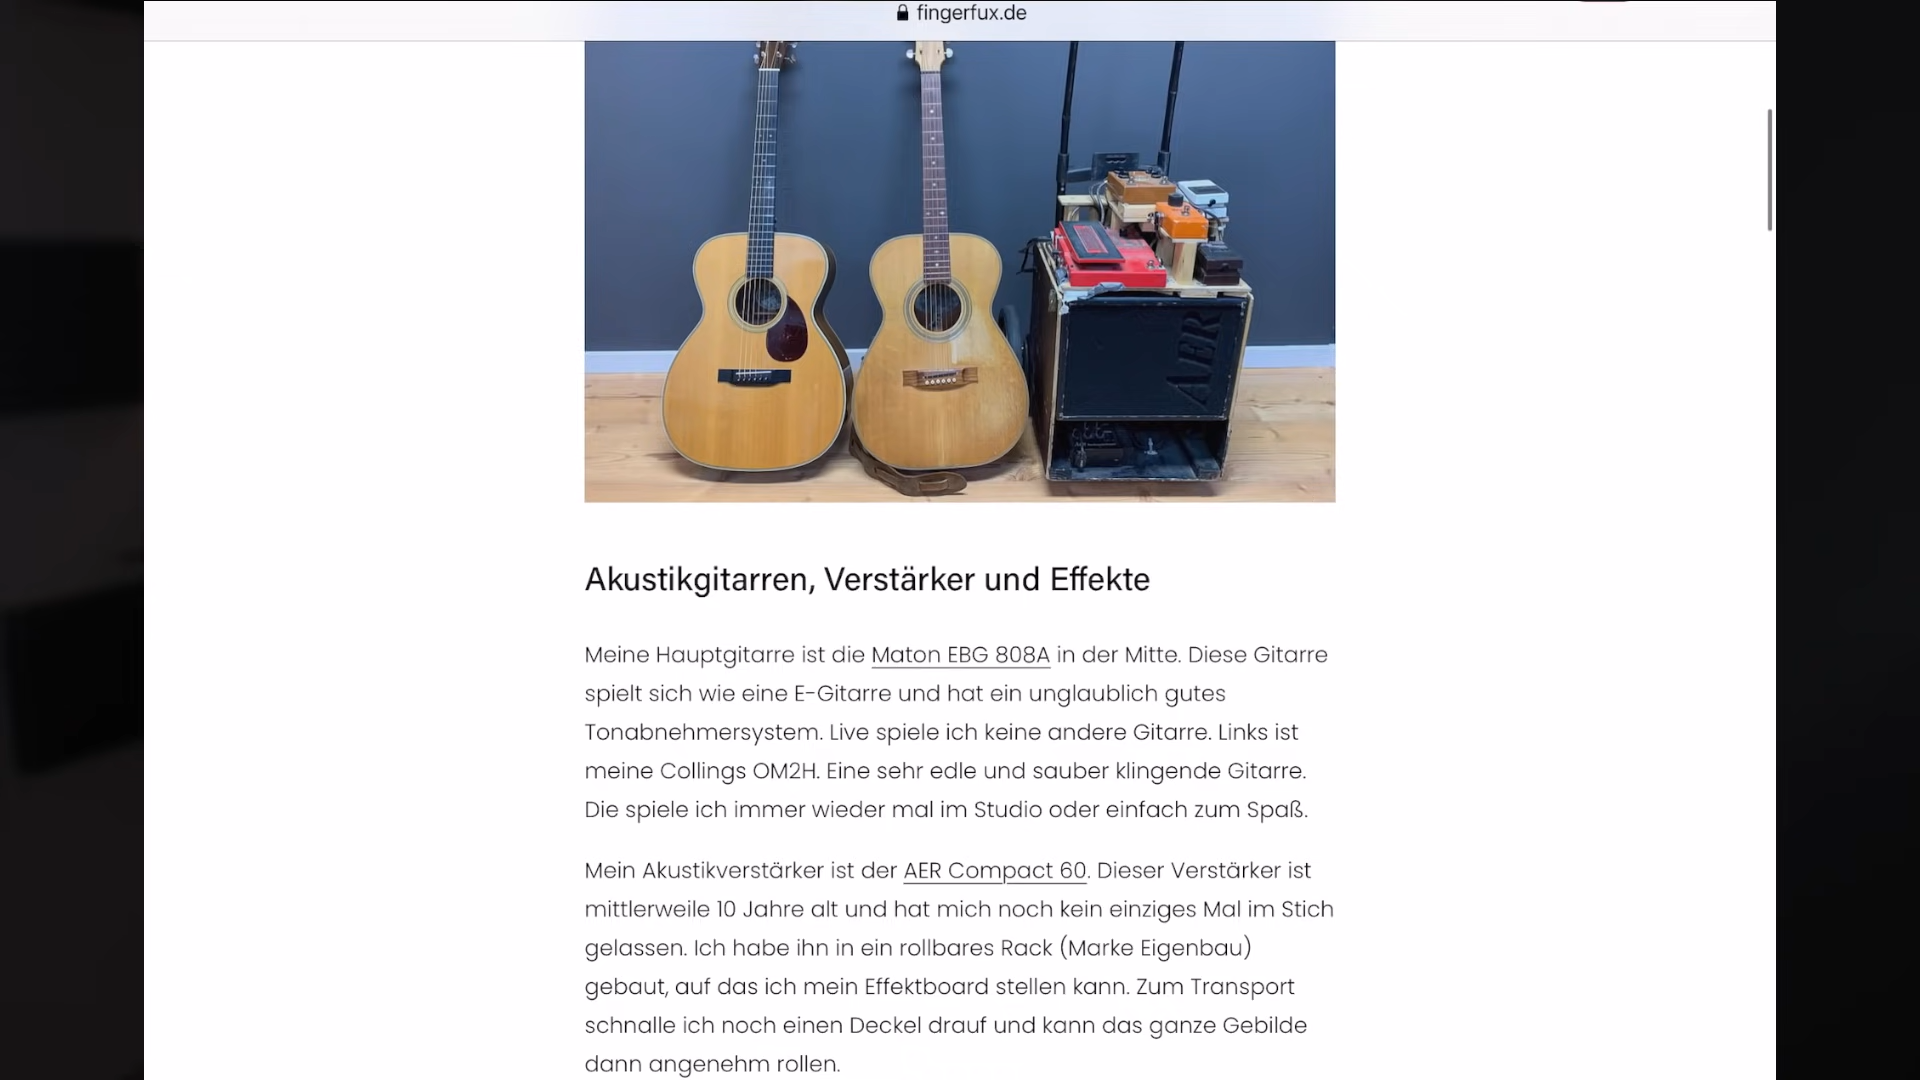 fingerfux.de
AER
Akustikgitarren, Verstärker und Effekte
Meine Hauptgitarre ist die Maton EBG 808A in der Mitte. Diese Gitarre
spielt sich wie eine E-Gitarre und hat ein unglaublich gutes
Tonabnehmersystem. Live spiele ich keine andere Gitarre. Links ist
meine Collings OM2H. Eine sehr edle und sauber klingende Gitarre.
Die spiele ich immer wieder mal im Studio oder einfach zum Spaß.
Mein Akustikverstärker ist der AER Compact 60. Dieser Verstärker ist
mittlerweile 10 Jahre alt und hat mich noch kein einziges Mal im Stich
gelassen. Ich habe ihn in ein rollbares Rack (Marke Eigenbau)
gebaut, auf das ich mein Effektboard stellen kann. Zum Transport
schnalle ich noch einen Deckel drauf und kann das ganze Gebilde
dann angenehm rollen.